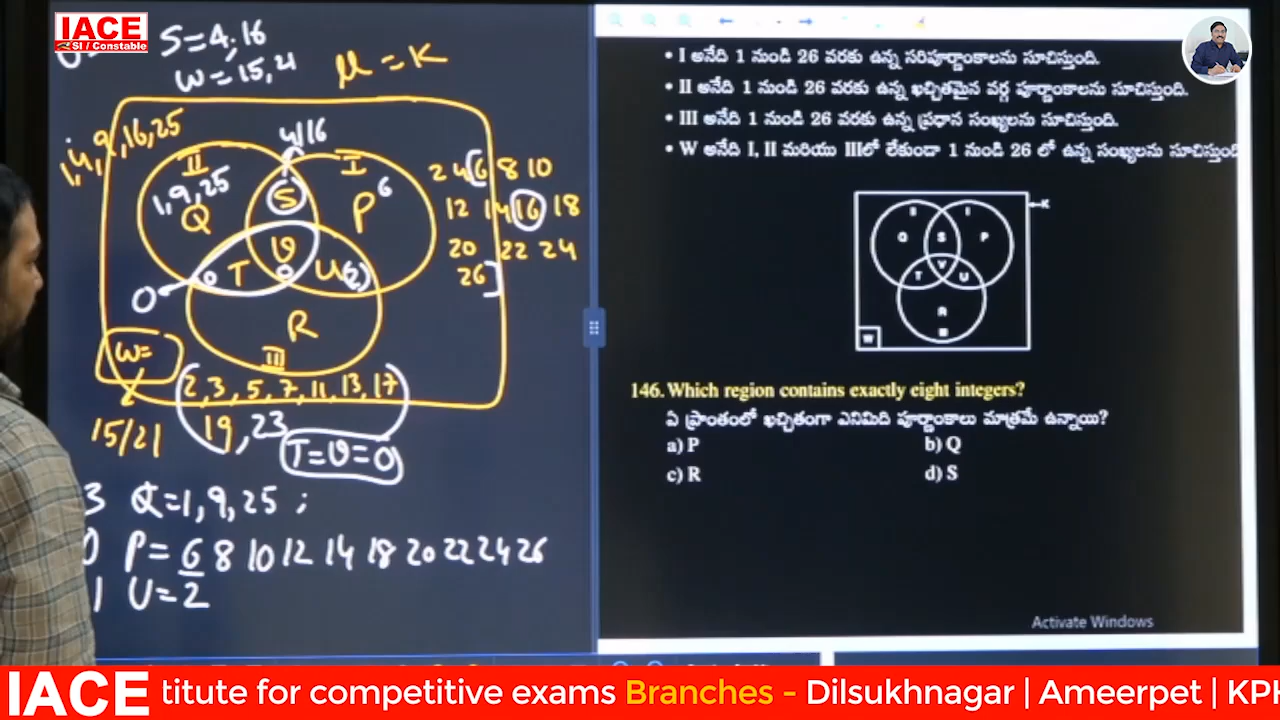 IACE
SI / Constable
S=4,16
W=15,21
μ=K
1,4,9,16,25
4,16
II
I
1,9,25
S
P 6
Q
2 4 6 8 10
12 14 16 18
20 22 24
26
T
U(2)
0
R
III
W=
2,3,5,7,11,13,17
15/21
19,23
T=V=0
3 Q=1,9,25;
0 P=6 8 10 12 14 18 20 22 24 26
1 U=2
• I అనేది 1 నుండి 26 వరకు ఉన్న సరిపూర్ణాంకాలను సూచిస్తుంది.
• II అనేది 1 నుండి 26 వరకు ఉన్న ఖచ్చితమైన వర్గ పూర్ణాంకాలను సూచిస్తుంది.
• III అనేది 1 నుండి 26 వరకు ఉన్న ప్రధాన సంఖ్యలను సూచిస్తుంది.
• W అనేది I, II మరియు IIIలో లేకుండా 1 నుండి 26 లో ఉన్న సంఖ్యలను సూచిస్తుంది
I
K
Q S P
T V U
R
W
146. Which region contains exactly eight integers?
ఏ ప్రాంతంలో ఖచ్చితంగా ఎనిమిది పూర్ణాంకాలు మాత్రమే ఉన్నాయి?
a) P b) Q
c) R d) S
Activate Windows
IACE titute for competitive exams Branches - Dilsukhnagar | Ameerpet | KPH